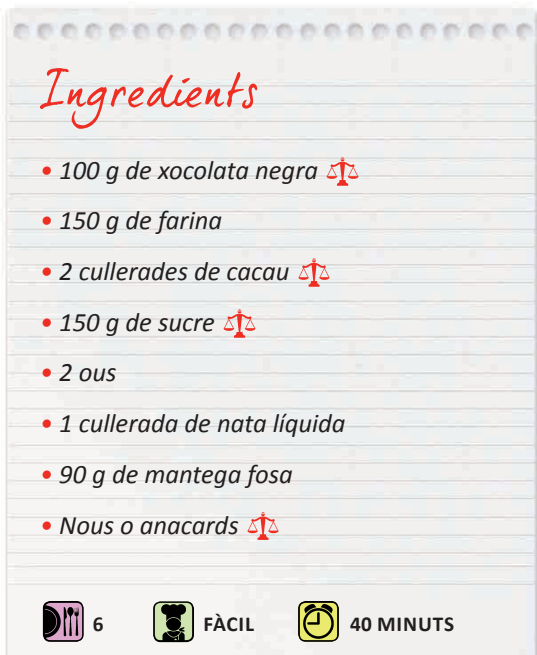 Ingredients
• 100 g de xocolata negra
• 150 g de farina
• 2 cullerades de cacau
• 150 g de sucre
• 2 ous
• 1 cullerada de nata líquida
• 90 g de mantega fosa
• Nous o anacards
6 FÀCIL 40 MINUTS